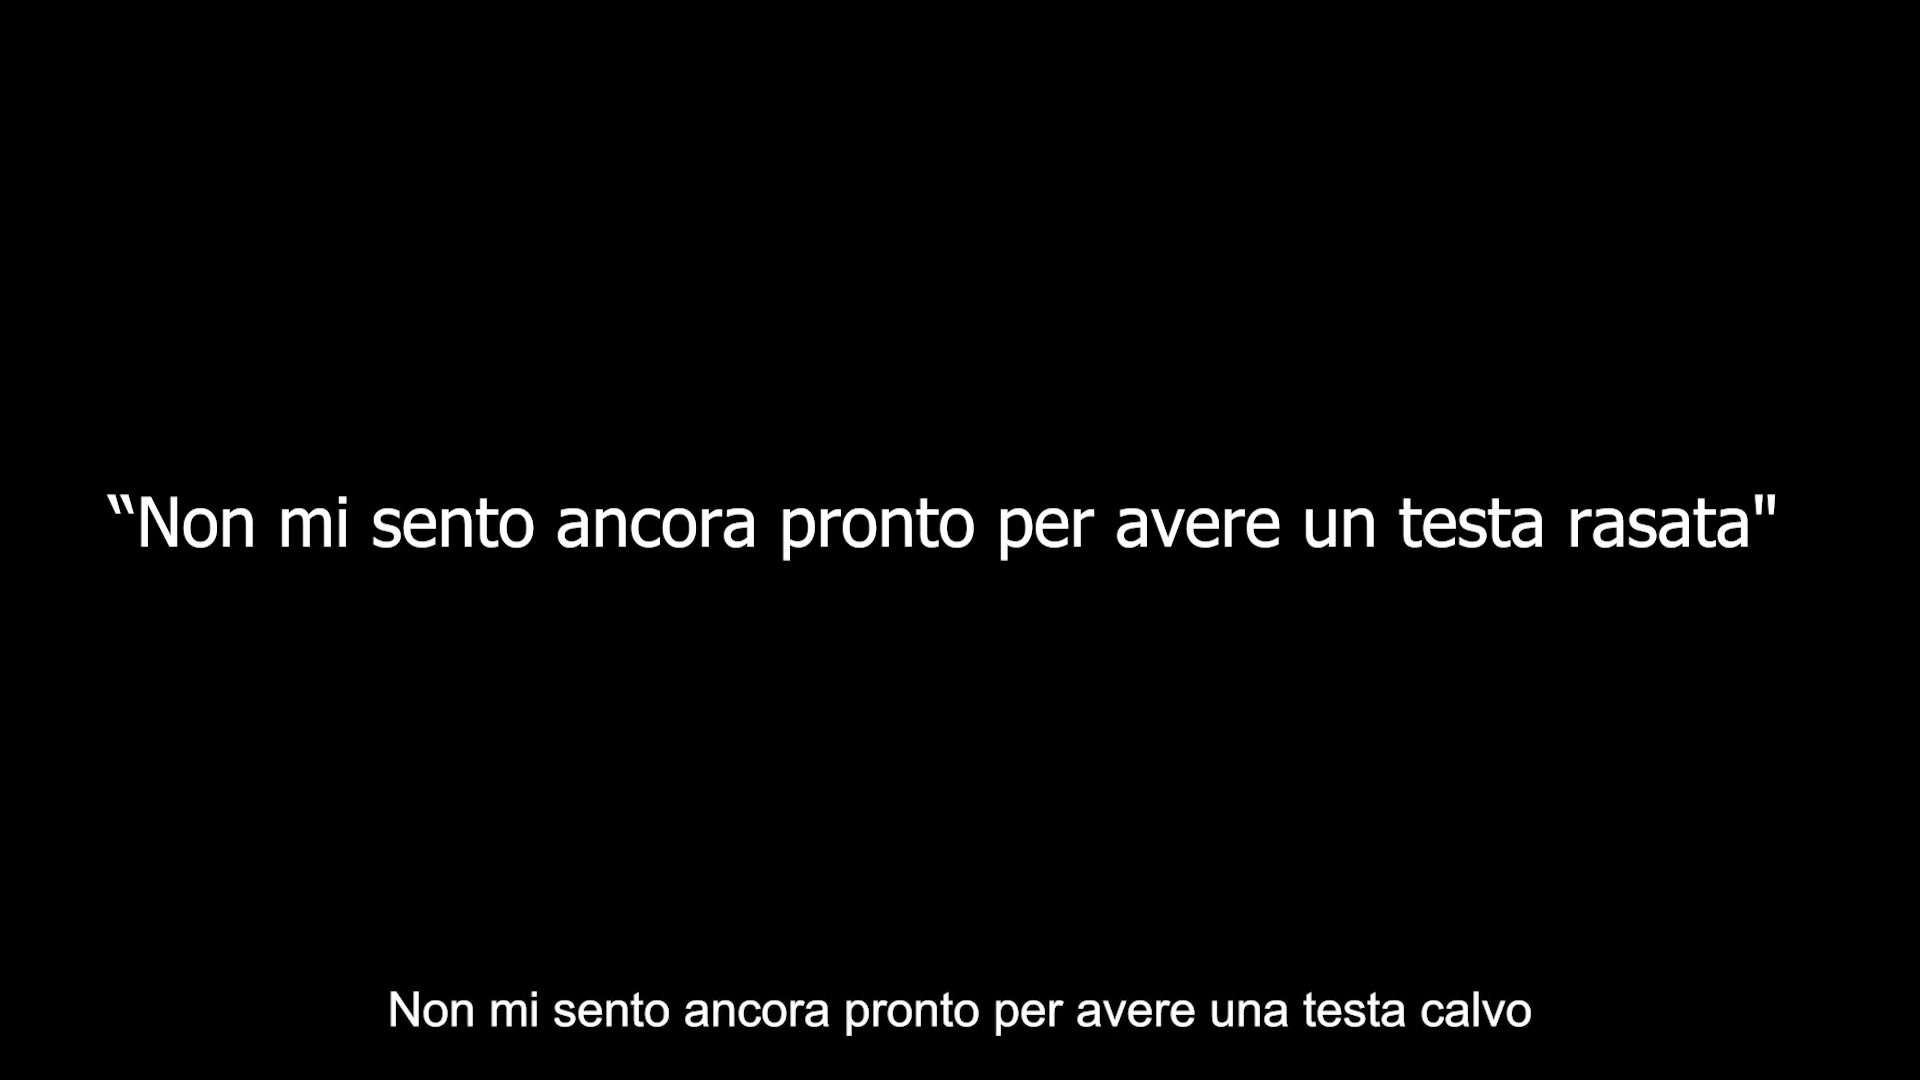 “Non mi sento ancora pronto per avere un testa rasata"
Non mi sento ancora pronto per avere una testa calvo